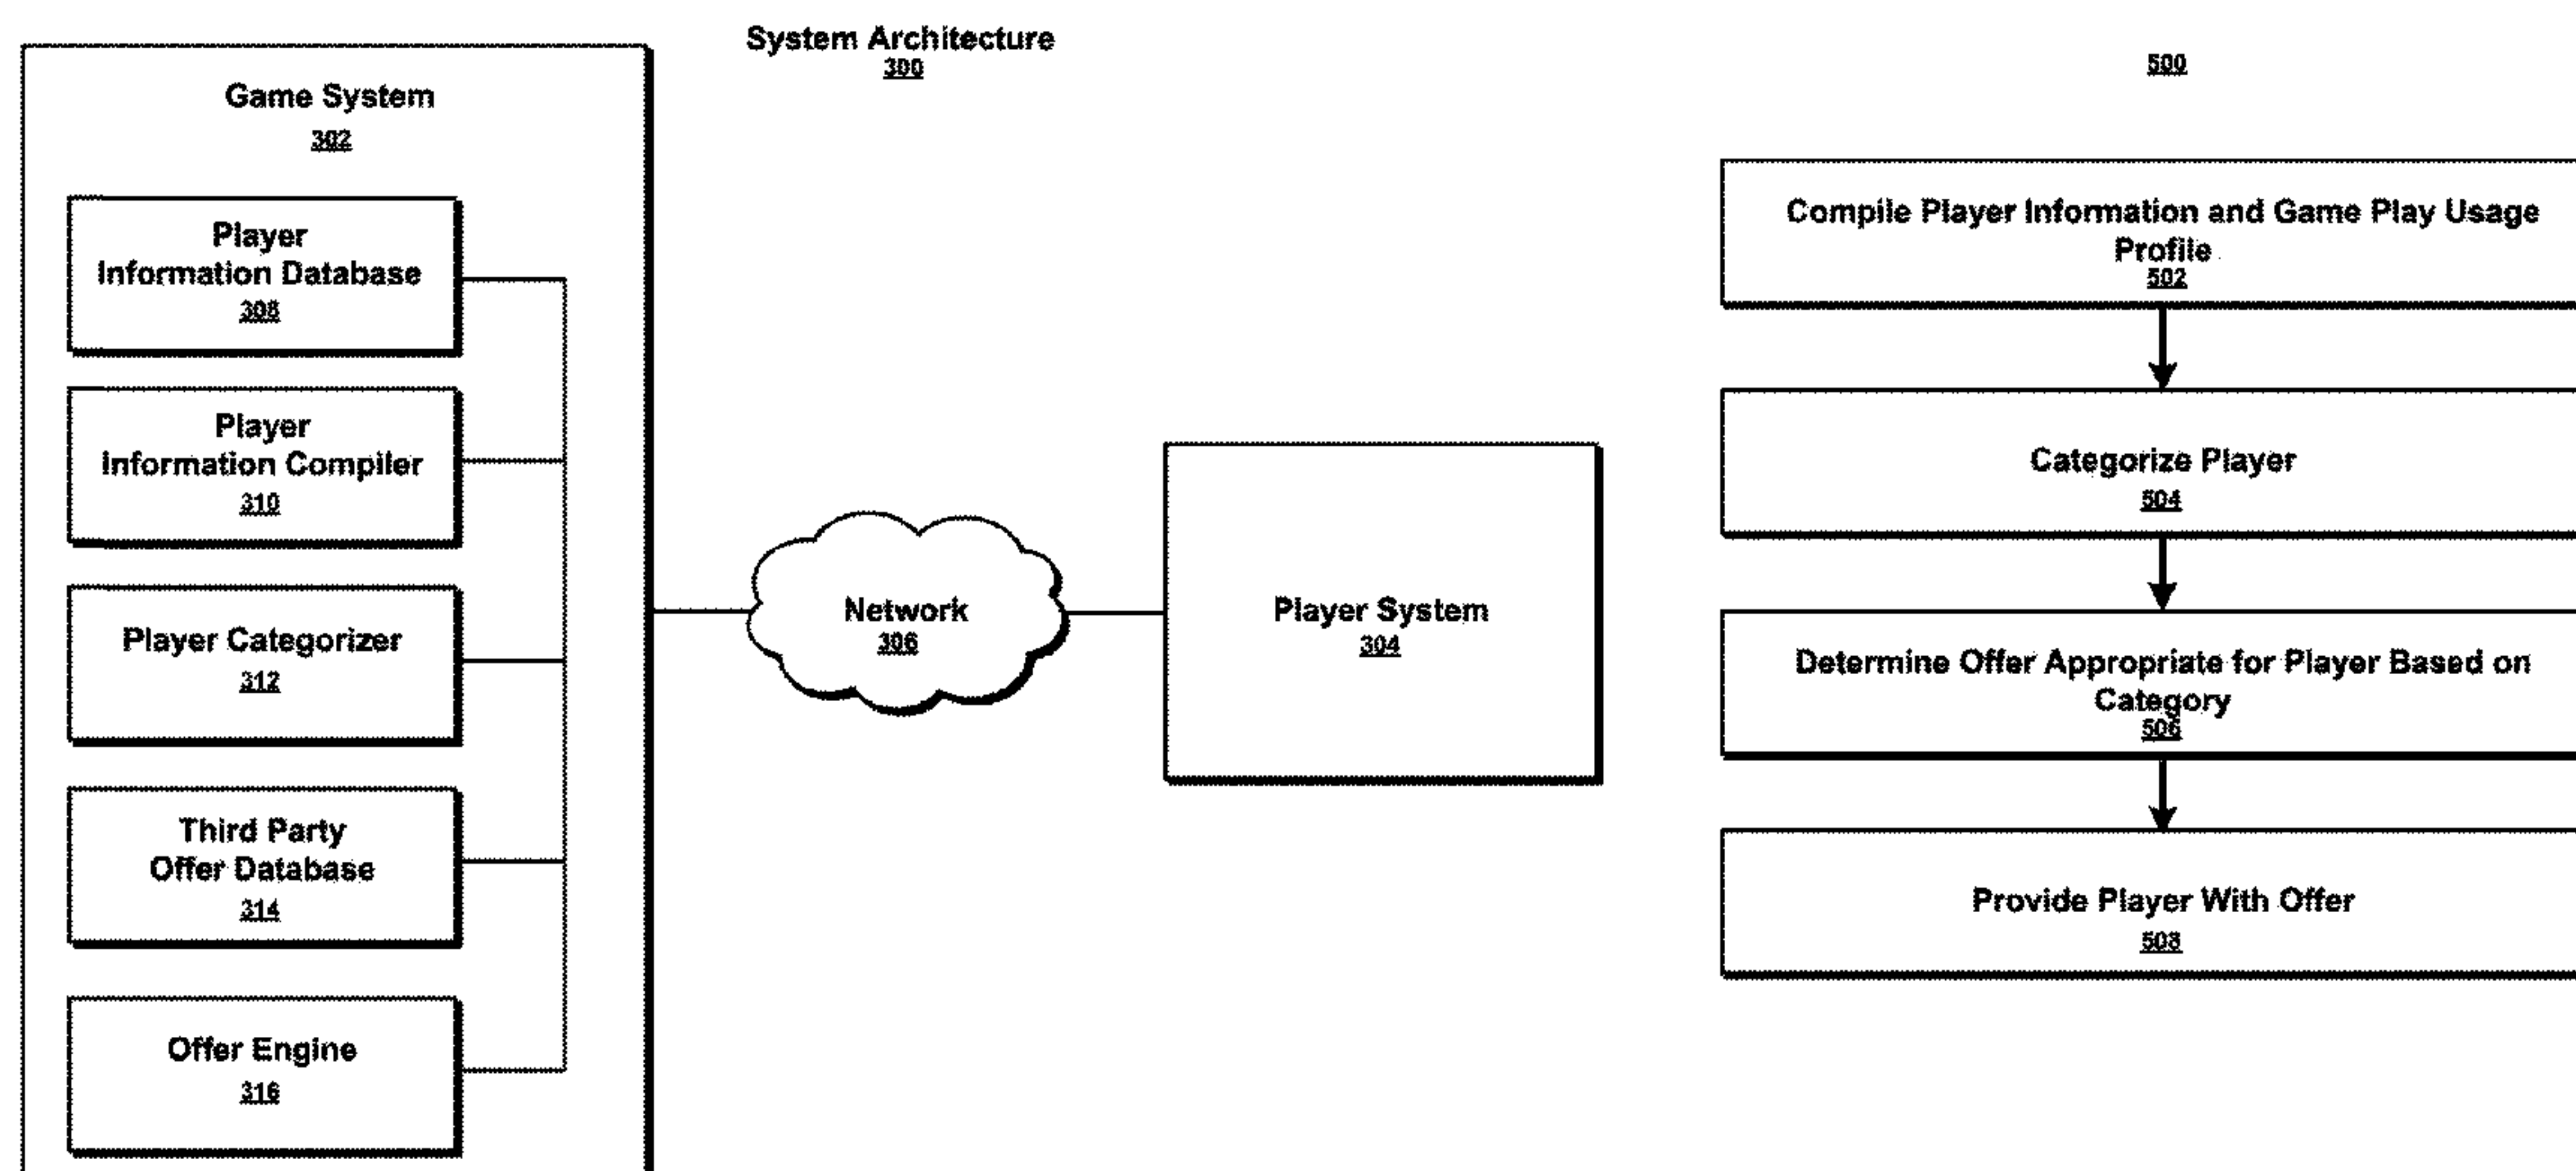 System Architecture
300
Game System
302
Player
Information Database
308
Player
Information Compiler
310
Player Categorizer
312
Third Party
Offer Database
314
Offer Engine
316
Network
306
Player System
304
500
Compile Player Information and Game Play Usage
Profile
502
Categorize Player
504
Determine Offer Appropriate for Player Based on
Category
506
Provide Player With Offer
508